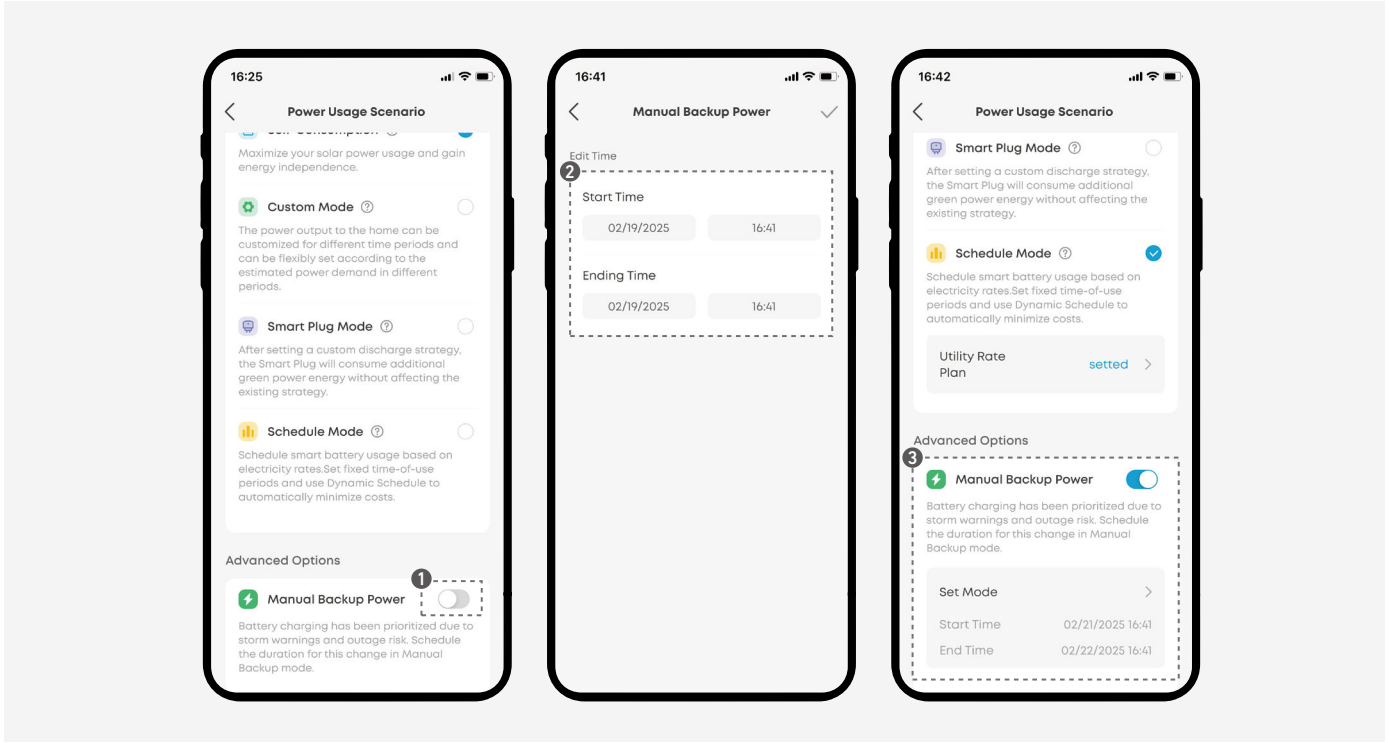 16:25
Power Usage Scenario
Self-Consumption
Maximize your solar power usage and gain
energy independence.
Custom Mode ?
The power output to the home can be
customized for different time periods and
can be flexibly set according to the
estimated power demand in different
periods.
Smart Plug Mode ?
After setting a custom discharge strategy,
the Smart Plug will consume additional
green power energy without affecting the
existing strategy.
Schedule Mode ?
Schedule smart battery usage based on
electricity rates.Set fixed time-of-use
periods and use Dynamic Schedule to
automatically minimize costs.
Advanced Options
1
Manual Backup Power
Battery charging has been prioritized due to
storm warnings and outage risk. Schedule
the duration for this change in Manual
Backup mode.
16:41
Manual Backup Power
Edit Time
2
Start Time
02/19/2025 16:41
Ending Time
02/19/2025 16:41
16:42
Power Usage Scenario
Smart Plug Mode ?
After setting a custom discharge strategy,
the Smart Plug will consume additional
green power energy without affecting the
existing strategy.
Schedule Mode ?
Schedule smart battery usage based on
electricity rates.Set fixed time-of-use
periods and use Dynamic Schedule to
automatically minimize costs.
Utility Rate
Plan
setted
Advanced Options
3
Manual Backup Power
Battery charging has been prioritized due to
storm warnings and outage risk. Schedule
the duration for this change in Manual
Backup mode.
Set Mode
Start Time 02/21/2025 16:41
End Time 02/22/2025 16:41